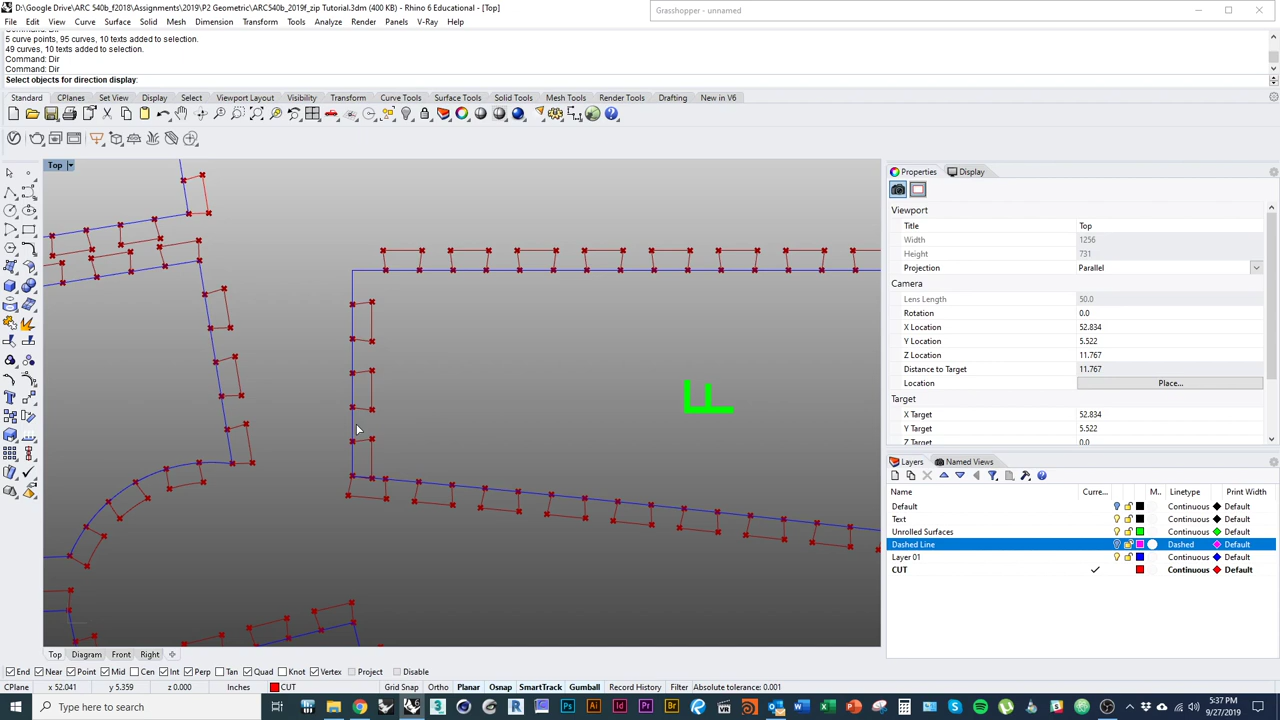 D:\Google Drive\ARC 540b_f2018\Assignments\2019\P2 Geometric\ARC540b_2019f_zip Tutorial.3dm (400 KB) - Rhino 6 Educational - [Top]
Grasshopper - unnamed
File Edit View Curve Surface Solid Mesh Dimension Transform Tools Analyze Render Panels V-Ray Help
5 curve points, 95 curves, 10 texts added to selection.
49 curves, 10 texts added to selection.
Command: Dir
Command: Dir
Select objects for direction display:
Standard CPlanes Set View Display Select Viewport Layout Visibility Transform Curve Tools Surface Tools Solid Tools Mesh Tools Render Tools Drafting New in V6
Top
Properties Display
Viewport
Title Top
Width 1256
Height 731
Projection Parallel
Camera
Lens Length 50.0
Rotation 0.0
X Location 52.834
Y Location 5.522
Z Location 11.767
Distance to Target 11.767
Location Place...
Target
X Target 52.834
Y Target 5.522
Z Target 0.0
F
Layers Named Views
Name Curre... M... Linetype Print Width
Default Continuous Default
Text Continuous Default
Unrolled Surfaces Continuous Default
Dashed Line Dashed Default
Layer 01 Continuous Default
CUT Continuous Default
Top Diagram Front Right
End Near Point Mid Cen Int Perp Tan Quad Knot Vertex Project Disable
CPlane x 52.041 y 5.359 z 0.000 Inches CUT Grid Snap Ortho Planar Osnap SmartTrack Gumball Record History Filter Absolute tolerance: 0.001
Type here to search
5:37 PM
9/27/2019